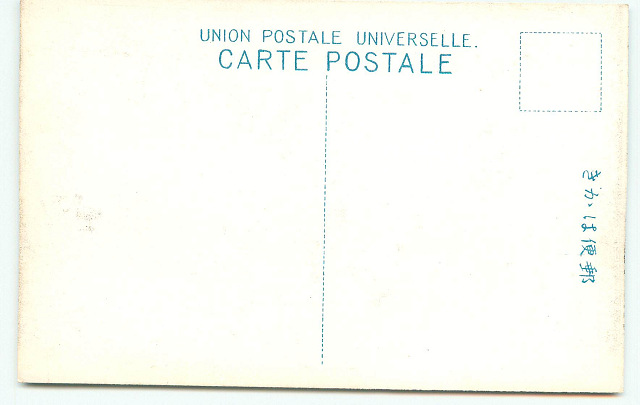 UNION POSTALE UNIVERSELLE.
CARTE POSTALE
きかは便郵